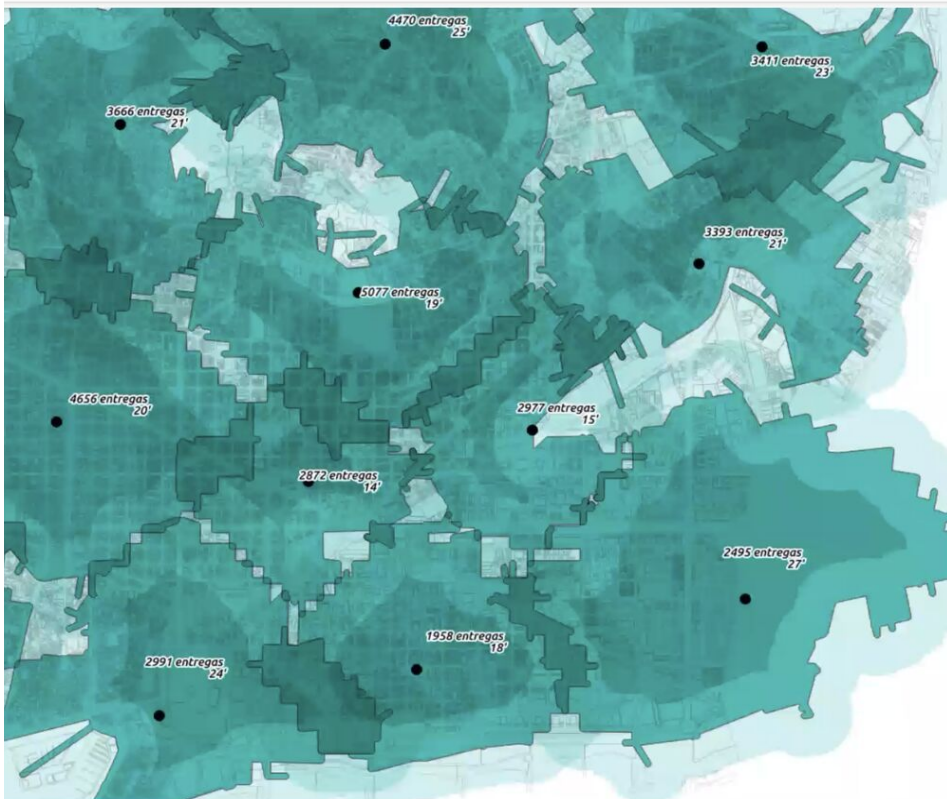 4470 entregas
25'
3411 entregas
23'
3666 entregas
21'
3393 entregas
21'
5077 entregas
19'
4656 entregas
20'
2977 entregas
15'
2872 entregas
14'
2495 entregas
27'
1958 entregas
18'
2991 entregas
24'